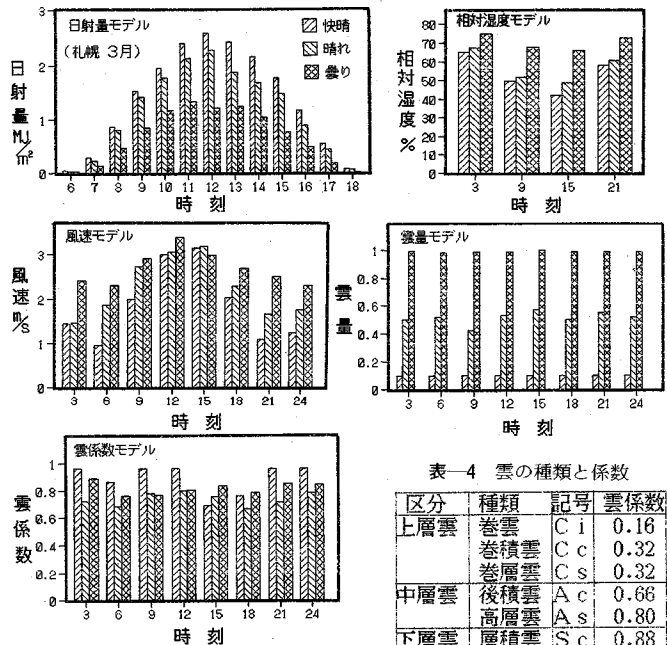 日射量モデル
(札幌 3月)
快晴
晴れ
曇り
日射量 MJ/m²
3
2
1
0
6 7 8 9 10 11 12 13 14 15 16 17 18
時刻
相対湿度モデル
相対湿度 %
80
70
60
50
40
30
20
10
0
3 9 15 21
時刻
風速モデル
風速 m/s
3
2
1
0
3 6 9 12 15 18 21 24
時刻
雲量モデル
雲量
1
0.8
0.6
0.4
0.2
0
3 6 9 12 15 18 21 24
時刻
雲係数モデル
雲係数
1
0.8
0.6
0.4
0.2
0
3 6 9 12 15 18 21 24
時刻
表—4 雲の種類と係数
区分 種類 記号 雲係数
上層雲 巻雲 Ci 0.16
巻積雲 Cc 0.32
巻層雲 Cs 0.32
中層雲 後積雲 Ac 0.66
高層雲 As 0.80
下層雲 層積雲 Sc 0.88